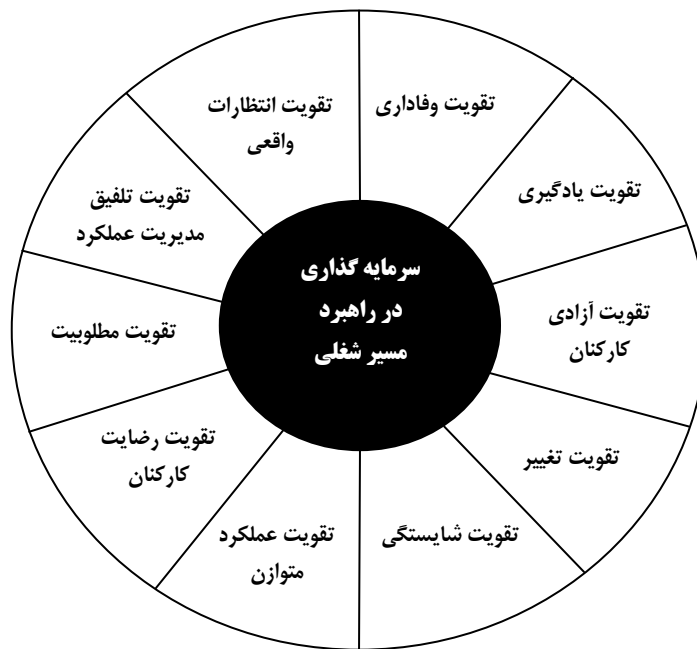 تقویت وفاداری
تقویت انتظارات
واقعی
تقویت یادگیری
تقویت تلفیق
مدیریت عملکرد
سرمایه گذاری
در راهبرد
مسیر شغلی
تقویت آزادی
کارکنان
تقویت مطلوبیت
تقویت رضایت
کارکنان
تقویت تغییر
تقویت شایستگی
تقویت عملکرد
متوازن